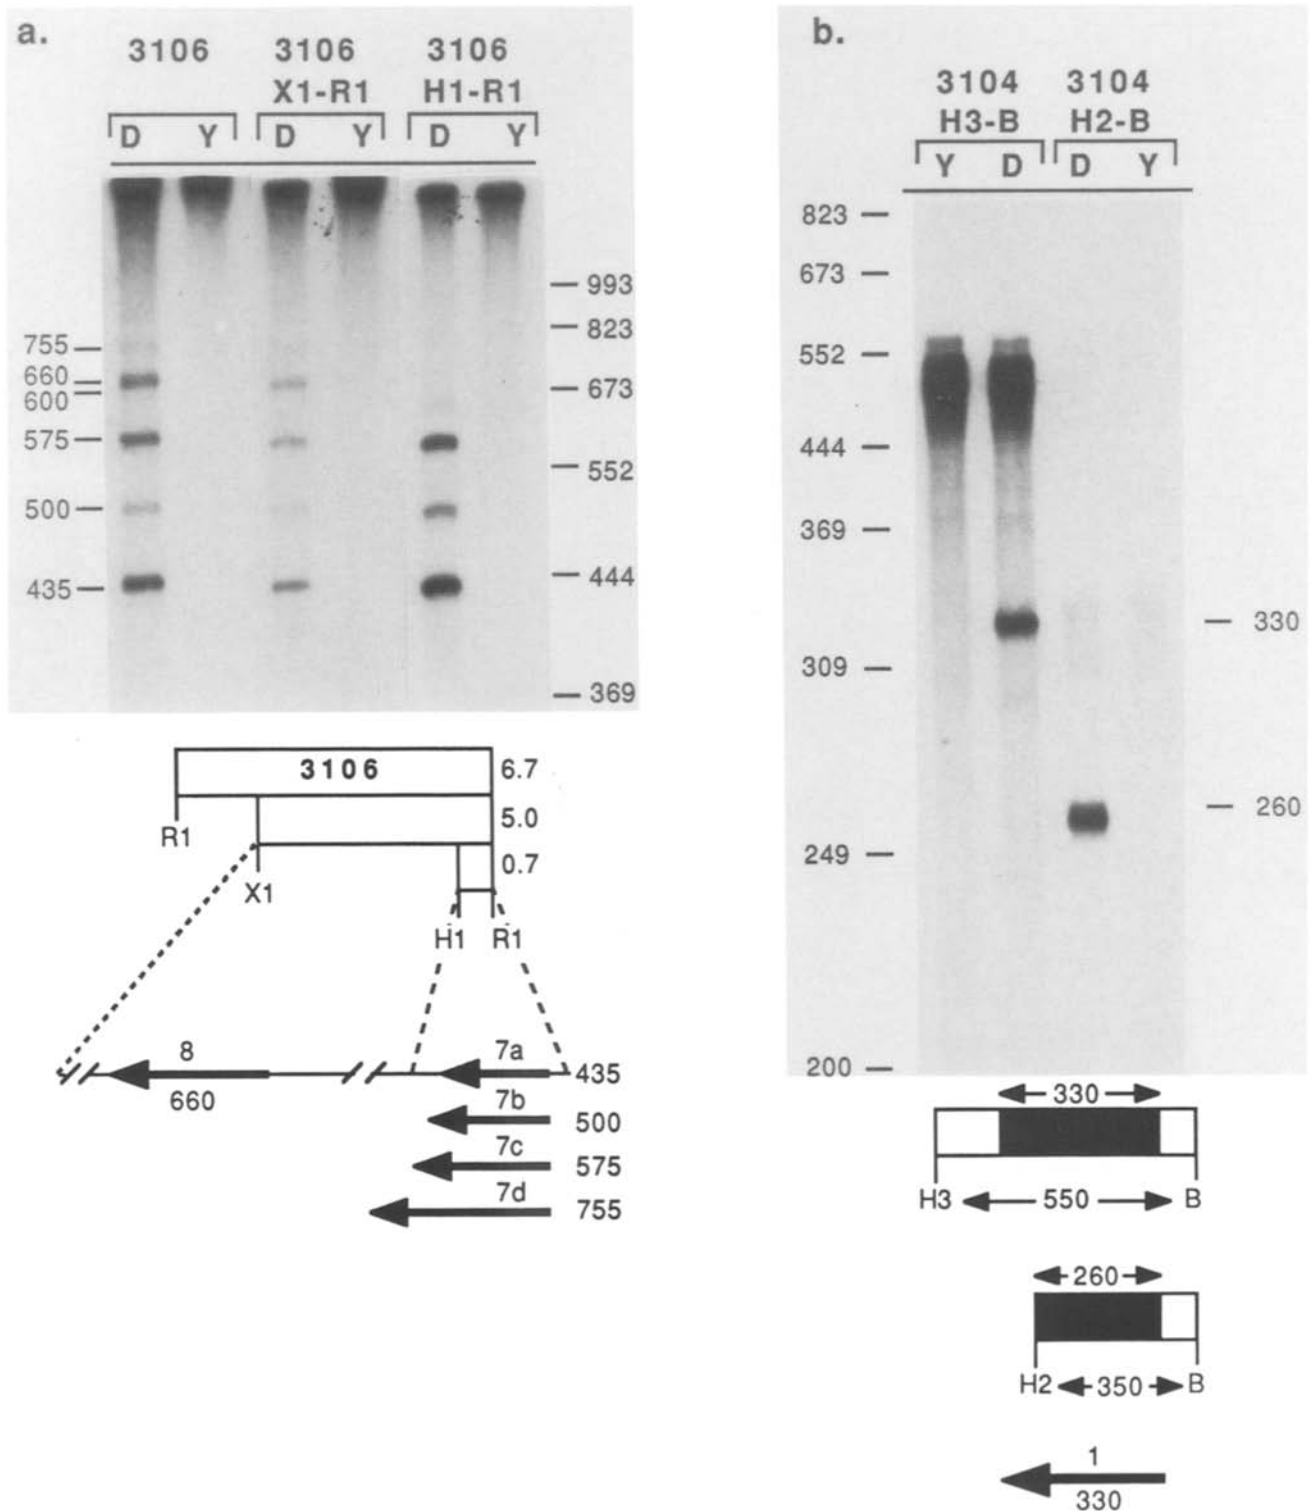 a.
3106 3106 3106
X1-R1 H1-R1
D Y D Y D Y
993
823
755
660
673
600
575
552
500
444
435
369
3106 6.7
R1 5.0
X1 0.7
H1 R1
8 7a
660 435
7b
500
7c
575
7d
755
b.
3104 3104
H3-B H2-B
Y D D Y
823
673
552
444
369
330
309
260
249
200
330
H3 550 B
260
H2 350 B
1
330